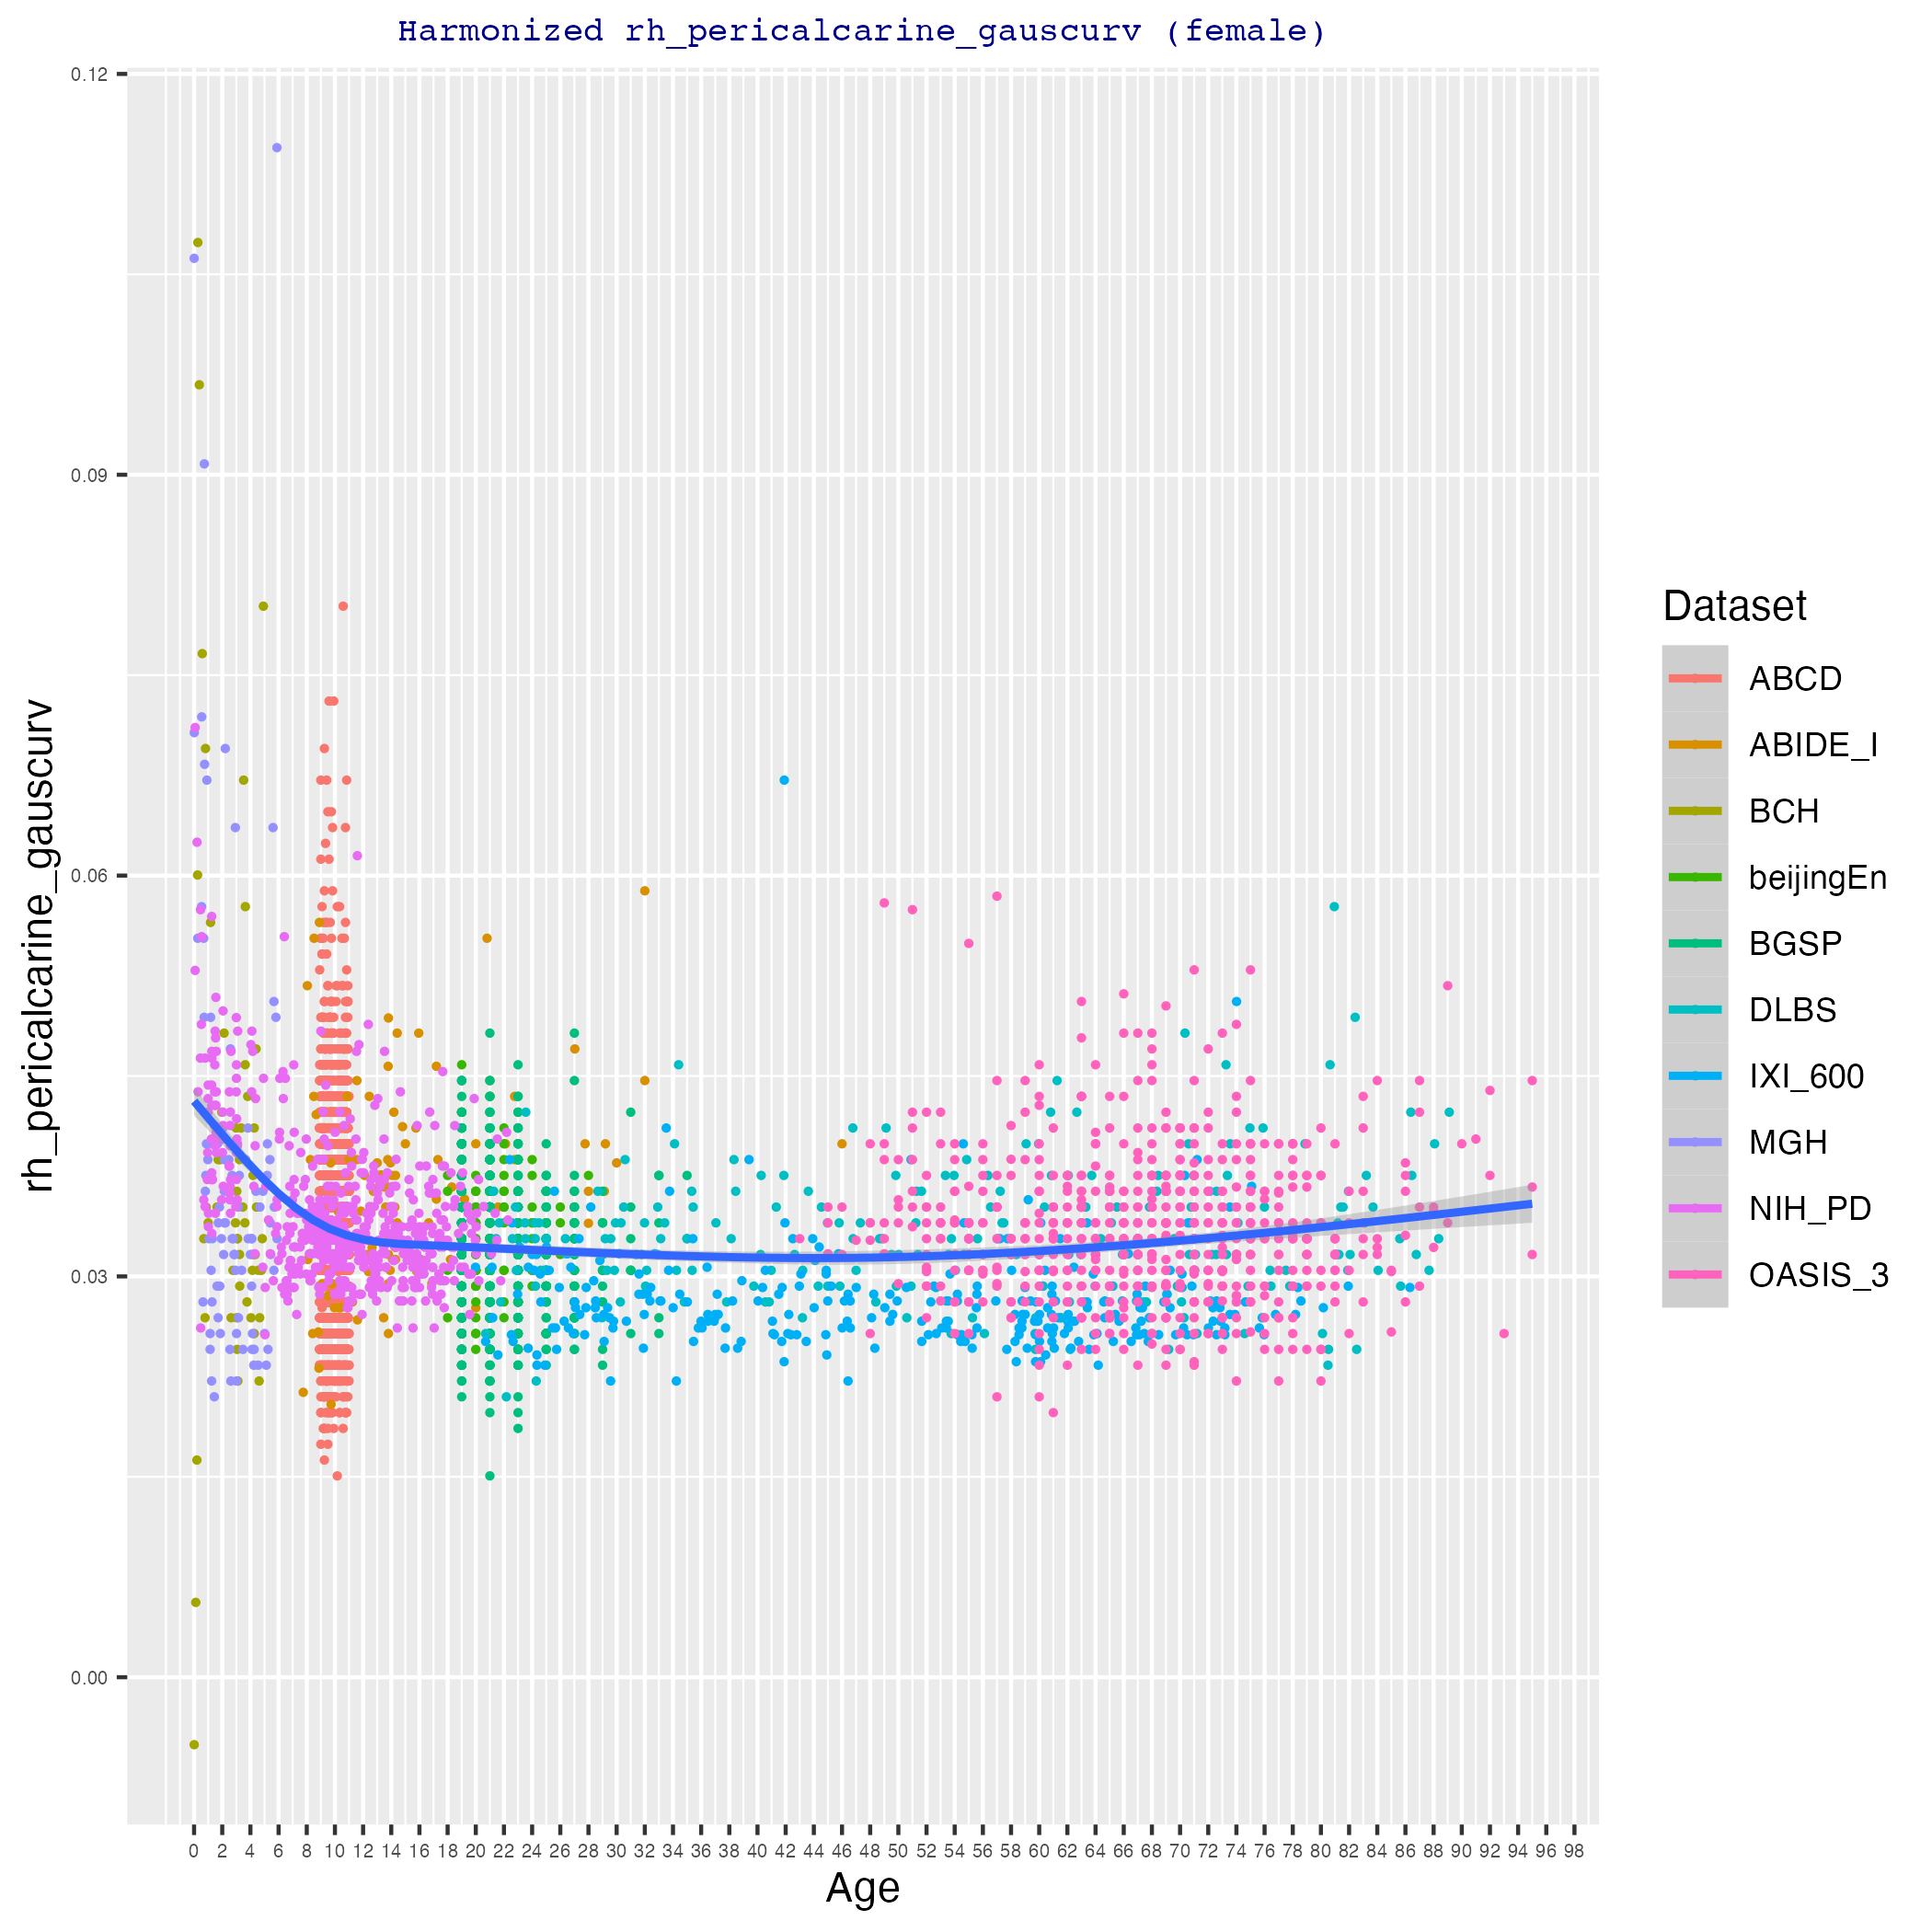 Harmonized rh_pericalcarine_gauscurv (female)
0.12
0.09
0.06
0.03
0.00
rh_pericalcarine_gauscurv
0 2 4 6 8 10 12 14 16 18 20 22 24 26 28 30 32 34 36 38 40 42 44 46 48 50 52 54 56 58 60 62 64 66 68 70 72 74 76 78 80 82 84 86 88 90 92 94 96 98
Age
Dataset
ABCD
ABIDE_I
BCH
beijingEn
BGSP
DLBS
IXI_600
MGH
NIH_PD
OASIS_3